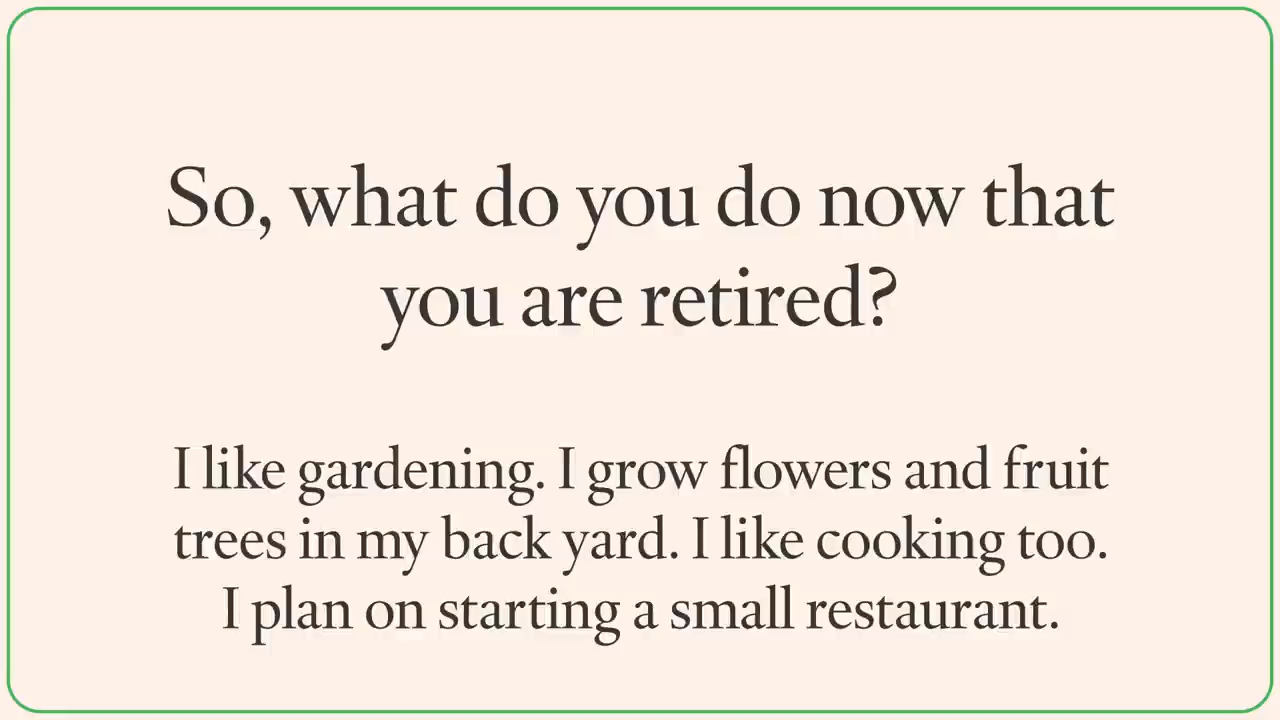 So, what do you do now that
you are retired?
I like gardening. I grow flowers and fruit
trees in my back yard. I like cooking too.
I plan on starting a small restaurant.